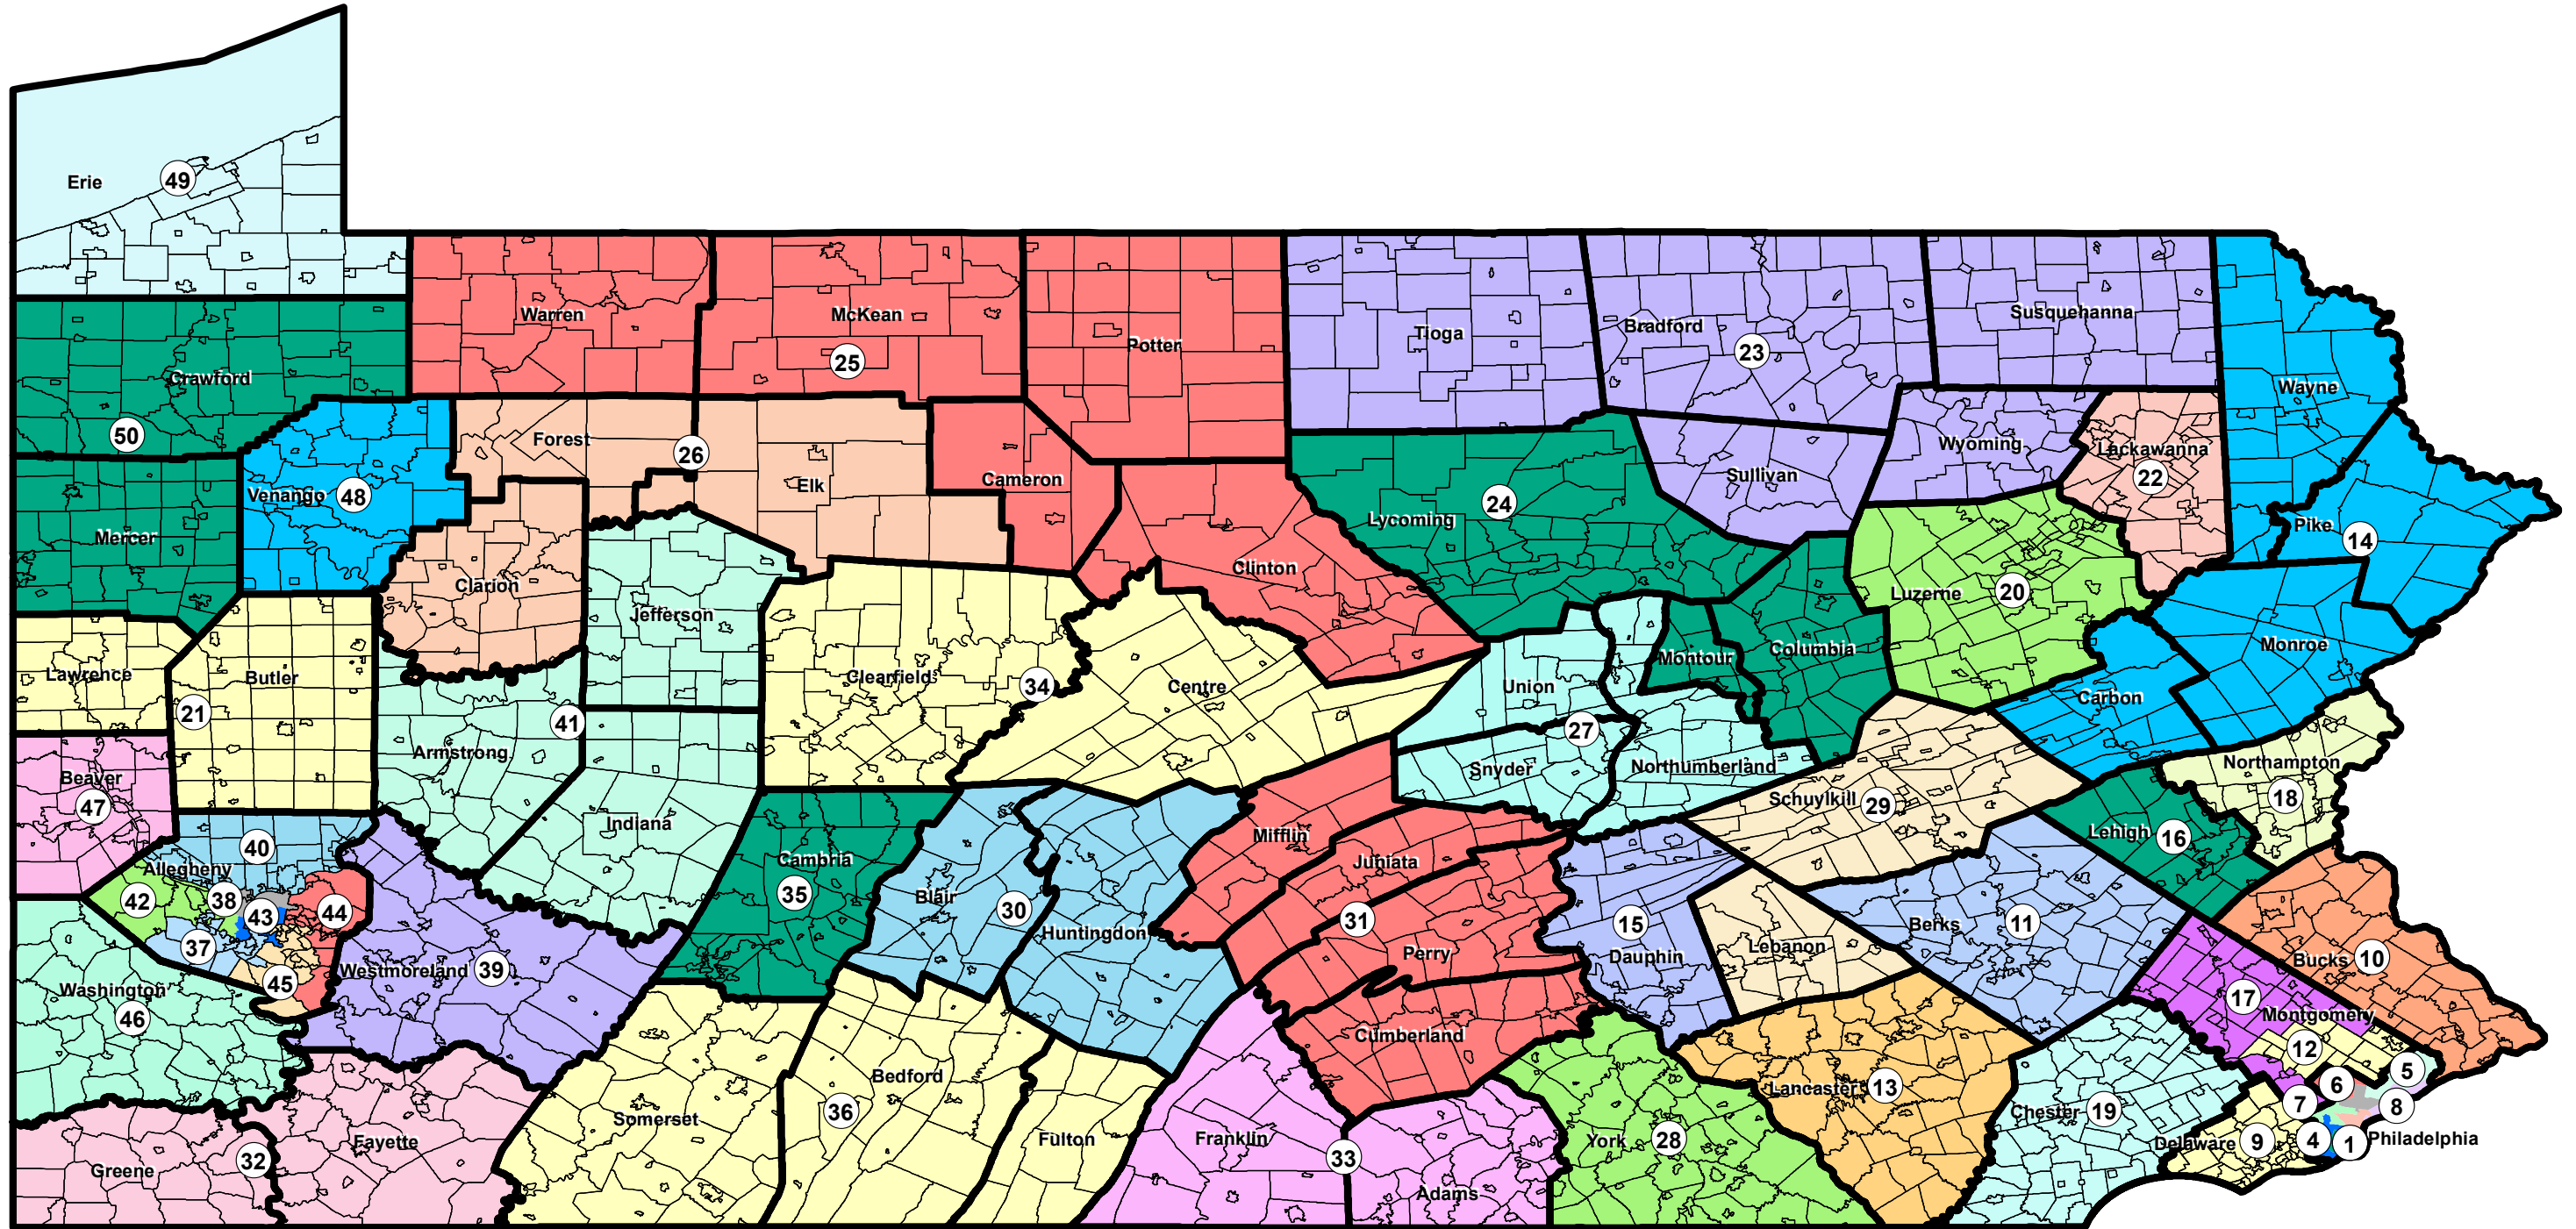 Erie
49
Warren
McKean
25
Potter
Tioga
Bradford
23
Susquehanna
Wayne
Crawford
50
Forest
26
Elk
Cameron
Lycoming
24
Sullivan
Wyoming
Lackawanna
22
Pike
14
Mercer
Venango
48
Clarion
Jefferson
Clinton
Luzerne
20
Monroe
Lawrence
Butler
21
41
Clearfield
34
Centre
Union
27
Montour
Columbia
Carbon
Beaver
47
Armstrong
Indiana
Snyder
Northumberland
Schuylkill
29
Northampton
18
Lehigh
16
40
Allegheny
42
38
43
44
37
45
Cambria
35
Blair
30
Huntingdon
Mifflin
Juniata
31
Perry
Cumberland
15
Dauphin
Lebanon
Berks
11
Bucks
10
Washington
46
Westmoreland
39
17
Montgomery
12
5
6
7
8
Greene
32
Fayette
Somerset
36
Bedford
Fulton
Franklin
33
Adams
York
28
Lancaster
13
Chester
19
Delaware
9
4
1
Philadelphia